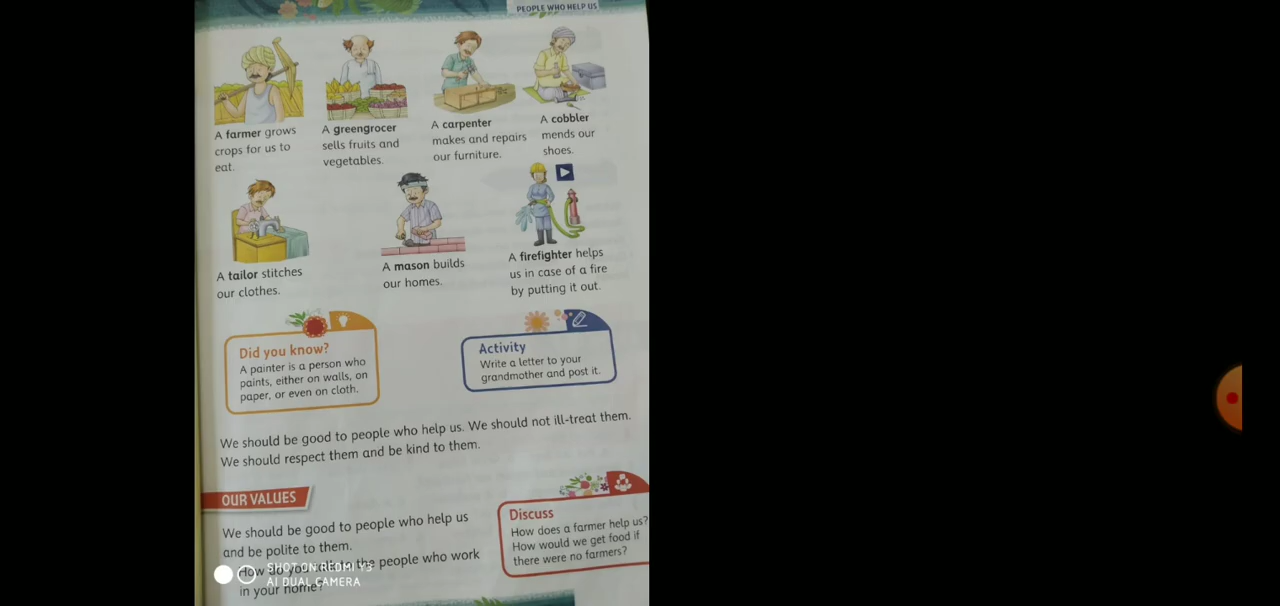 PEOPLE WHO HELP US
A farmer grows
crops for us to
eat.
A greengrocer
sells fruits and
vegetables.
A carpenter
makes and repairs
our furniture.
A cobbler
mends our
shoes.
A tailor stitches
our clothes.
A mason builds
our homes.
A firefighter helps
us in case of a fire
by putting it out.
Did you know?
A painter is a person who
paints, either on walls, on
paper, or even on cloth.
Activity
Write a letter to your
grandmother and post it.
We should be good to people who help us. We should not ill-treat them.
We should respect them and be kind to them.
OUR VALUES
We should be good to people who help us
and be polite to them.
How do you the people who work
in your home?
Discuss
How does a farmer help us?
How would we get food if
there were no farmers?
SHOT ON REDMI
AI DUAL CAMERA